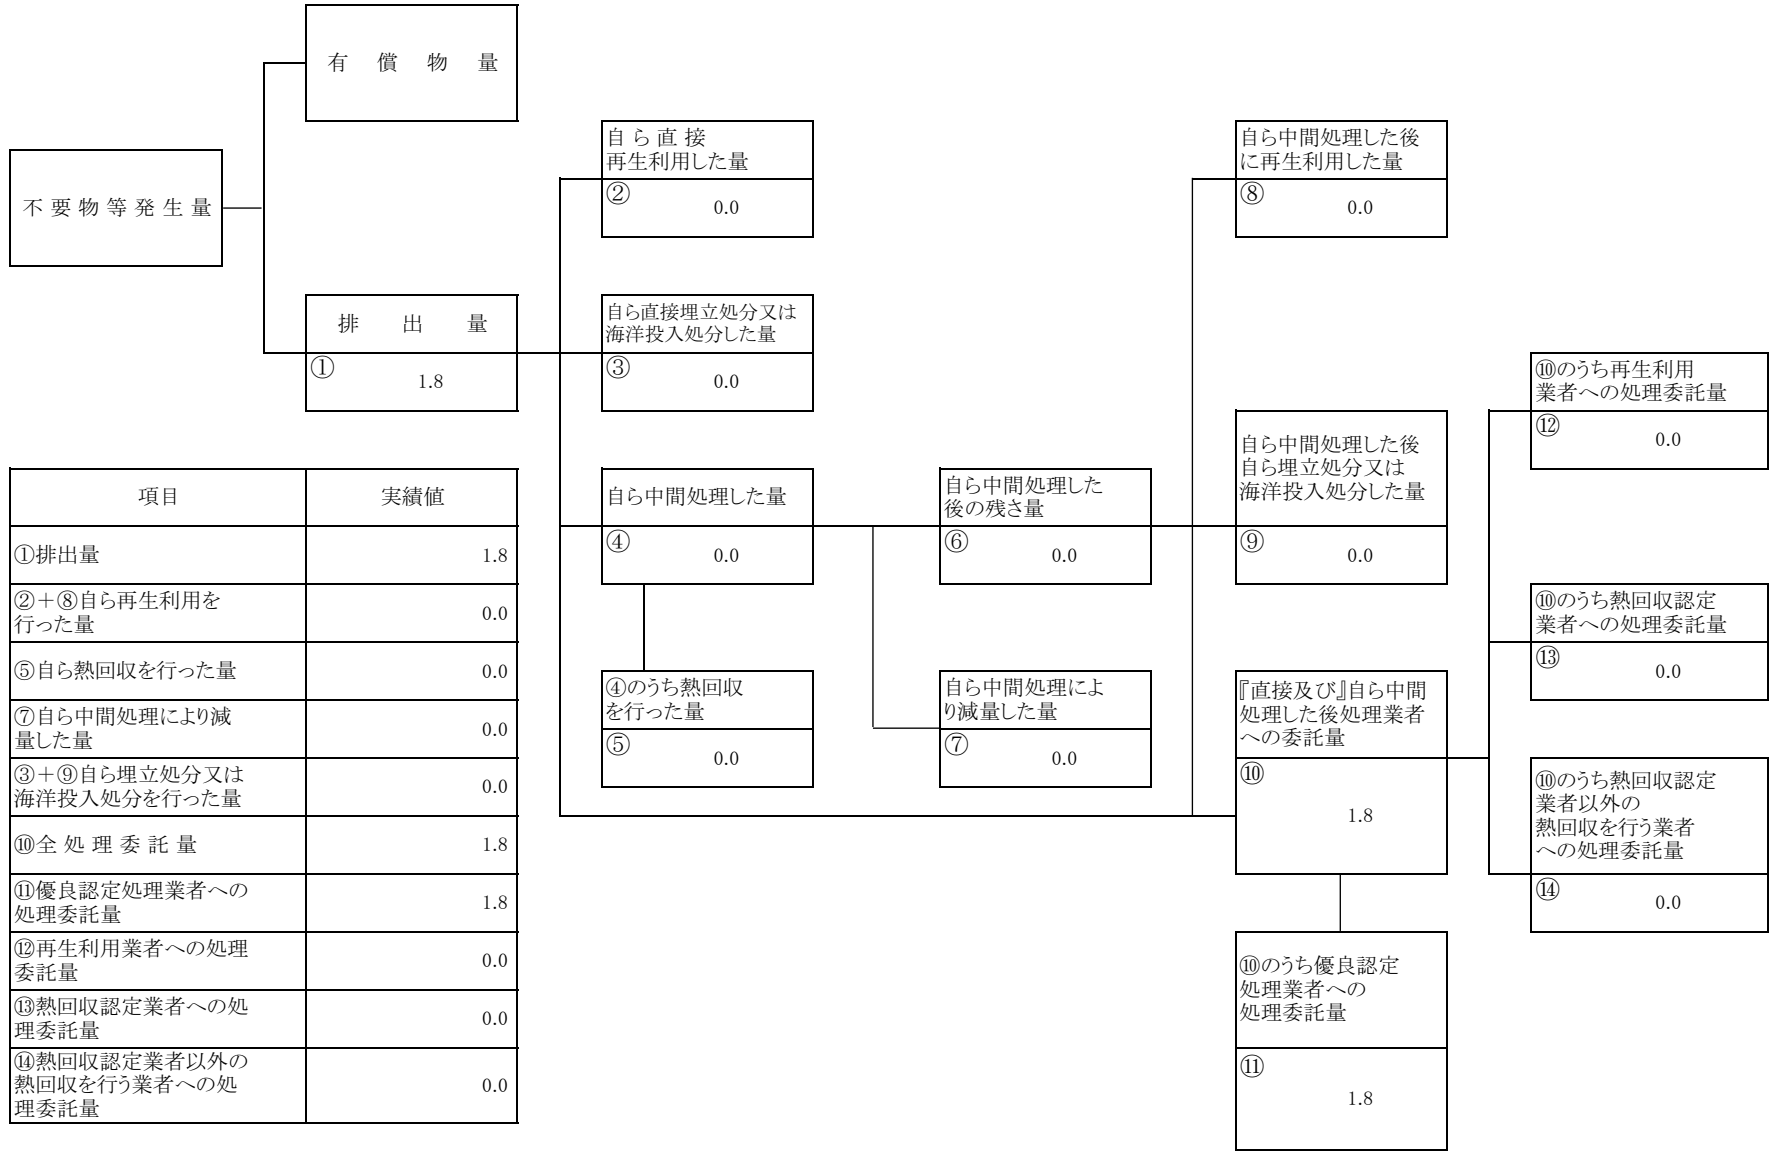 有 償 物 量
不 要 物 等 発 生 量
排 出 量
①
1.8
自 ら 直 接
再生利用した量
②
0.0
自ら直接埋立処分又は
海洋投入処分した量
③
0.0
自ら中間処理した量
④
0.0
④のうち熱回収
を行った量
⑤
0.0
自ら中間処理した
後の残さ量
⑥
0.0
自ら中間処理によ
り減量した量
⑦
0.0
自ら中間処理した後
に再生利用した量
⑧
0.0
自ら中間処理した後
自ら埋立処分又は
海洋投入処分した量
⑨
0.0
『直接及び』自ら中間
処理した後処理業者
への委託量
⑩
1.8
⑩のうち優良認定
処理業者への
処理委託量
⑪
1.8
⑩のうち再生利用
業者への処理委託量
⑫
0.0
⑩のうち熱回収認定
業者への処理委託量
⑬
0.0
⑩のうち熱回収認定
業者以外の
熱回収を行う業者
への処理委託量
⑭
0.0
項目 実績値
①排出量 1.8
②＋⑧自ら再生利用を
行った量 0.0
⑤自ら熱回収を行った量 0.0
⑦自ら中間処理により減
量した量 0.0
③＋⑨自ら埋立処分又は
海洋投入処分を行った量 0.0
⑩全 処 理 委 託 量 1.8
⑪優良認定処理業者への
処理委託量 1.8
⑫再生利用業者への処理
委託量 0.0
⑬熱回収認定業者への処
理委託量 0.0
⑭熱回収認定業者以外の
熱回収を行う業者への処
理委託量 0.0